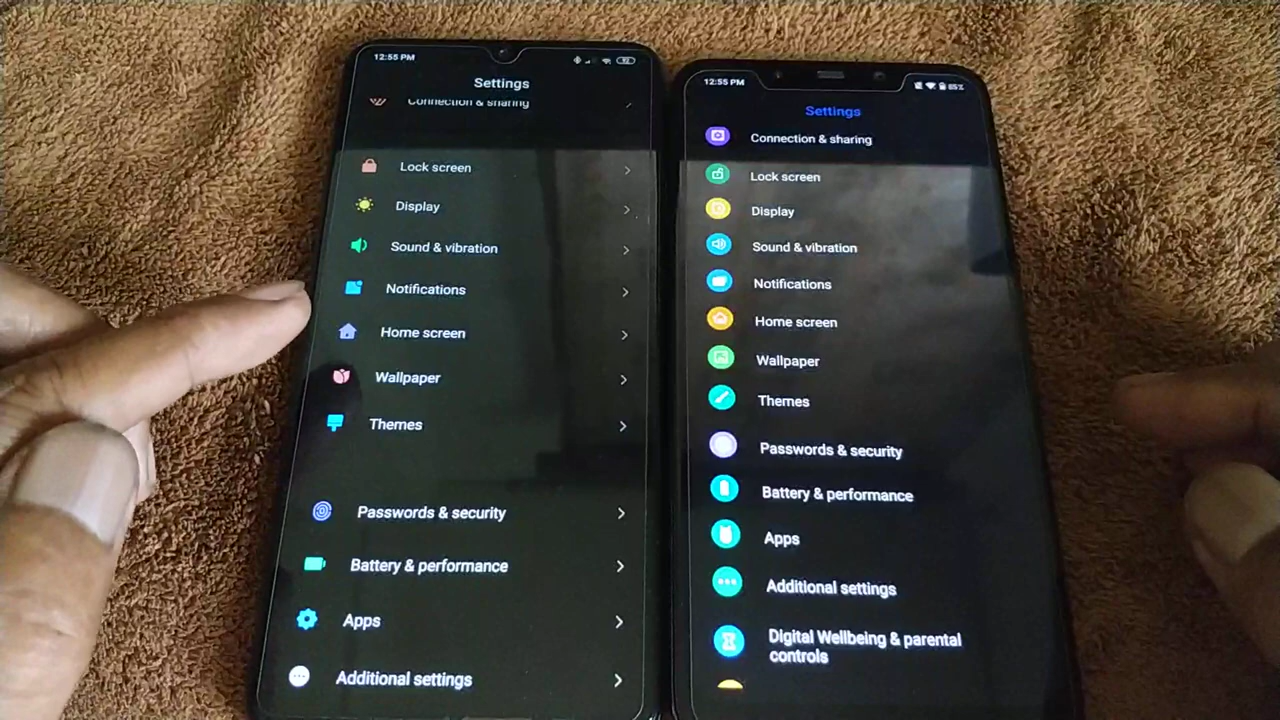 12:55 PM
92
Settings
Connection & sharing
Lock screen
Display
Sound & vibration
Notifications
Home screen
Wallpaper
Themes
Passwords & security
Battery & performance
Apps
Additional settings
12:55 PM
85%
Settings
Connection & sharing
Lock screen
Display
Sound & vibration
Notifications
Home screen
Wallpaper
Themes
Passwords & security
Battery & performance
Apps
Additional settings
Digital Wellbeing & parental
controls